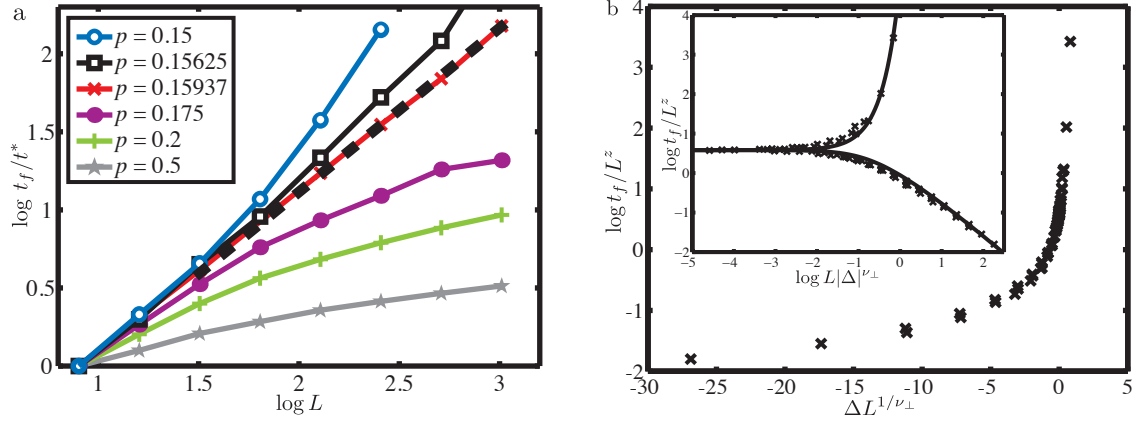 a
log t_f/t*
2
1.5
1
0.5
0
p = 0.15
p = 0.15625
p = 0.15937
p = 0.175
p = 0.2
p = 0.5
1
1.5
2
2.5
3
log L
b
log t_f/L^z
4
3
2
1
0
-1
-2
-30
-25
-20
-15
-10
-5
0
5
ΔL^{1/ν_⊥}
log t_f/L^z
4
3
2
1
0
−1
−2
−5
−4
−3
−2
−1
0
1
2
log L|Δ|^{ν_⊥}